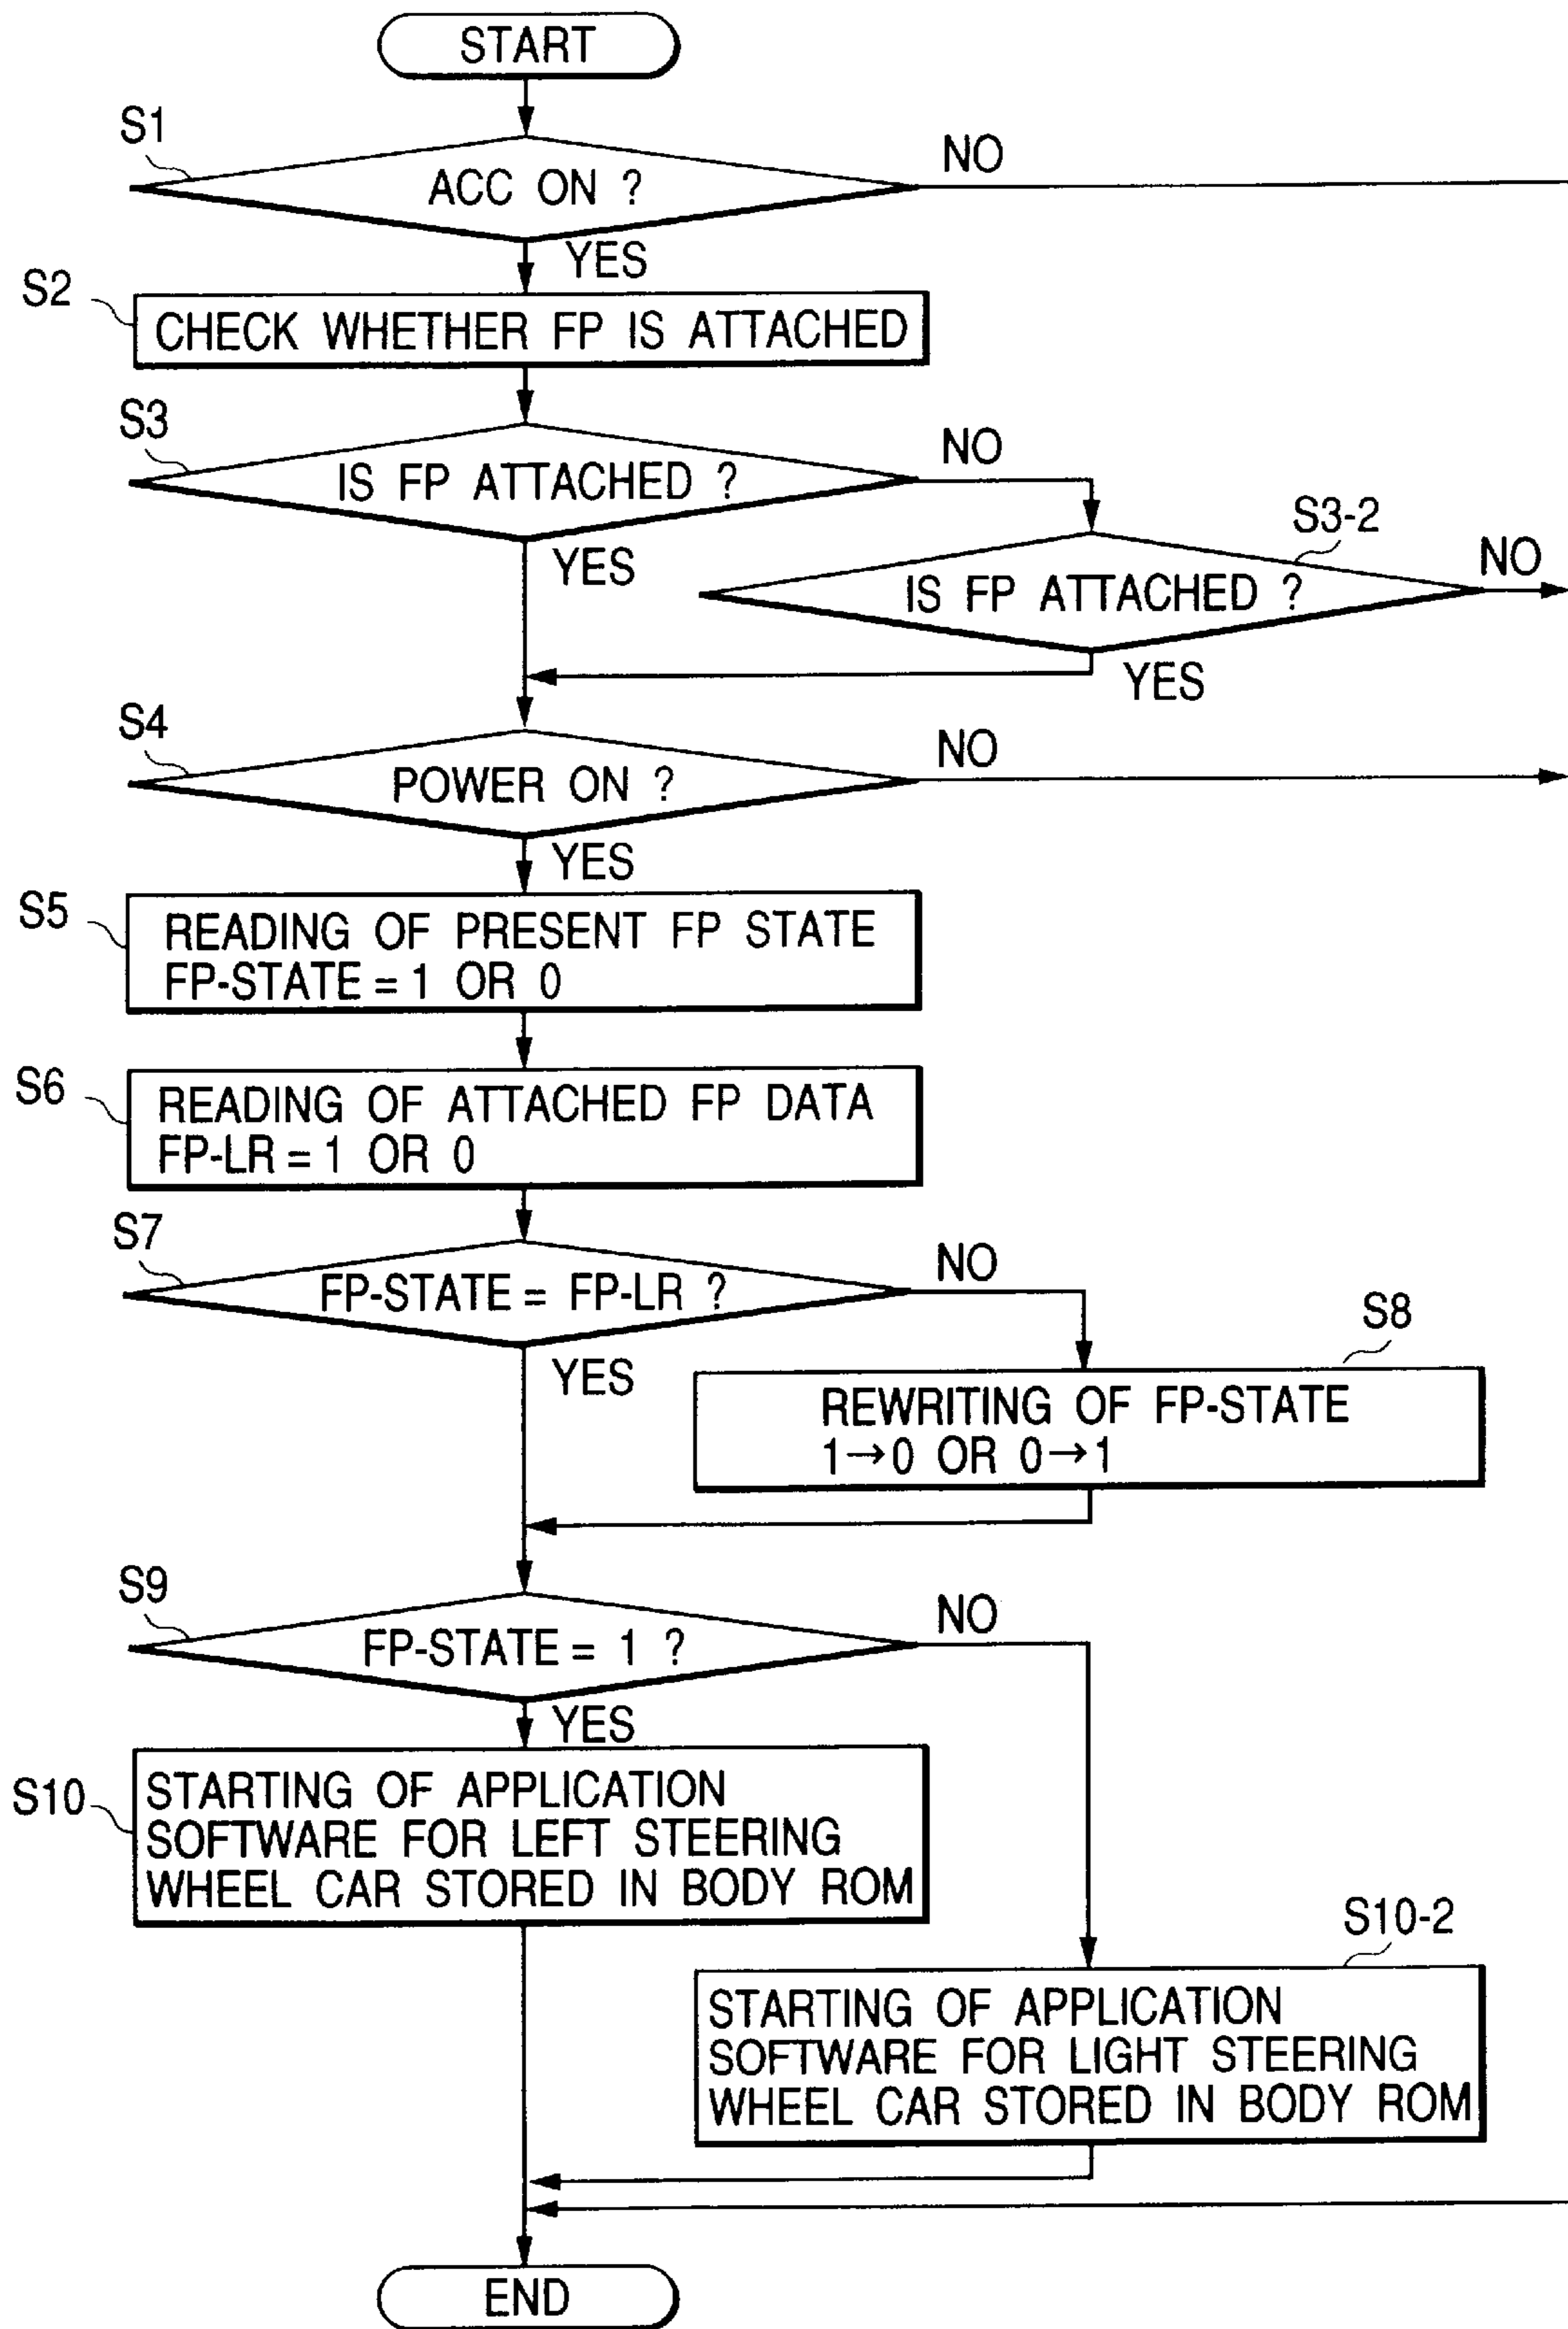 START
S1
ACC ON ?
NO
YES
S2
CHECK WHETHER FP IS ATTACHED
S3
IS FP ATTACHED ?
NO
YES
S3-2
IS FP ATTACHED ?
NO
YES
S4
POWER ON ?
NO
YES
S5
READING OF PRESENT FP STATE
FP-STATE = 1 OR 0
S6
READING OF ATTACHED FP DATA
FP-LR = 1 OR 0
S7
FP-STATE = FP-LR ?
NO
YES
S8
REWRITING OF FP-STATE
1→0 OR 0→1
S9
FP-STATE = 1 ?
NO
YES
S10
STARTING OF APPLICATION
SOFTWARE FOR LEFT STEERING
WHEEL CAR STORED IN BODY ROM
S10-2
STARTING OF APPLICATION
SOFTWARE FOR LIGHT STEERING
WHEEL CAR STORED IN BODY ROM
END